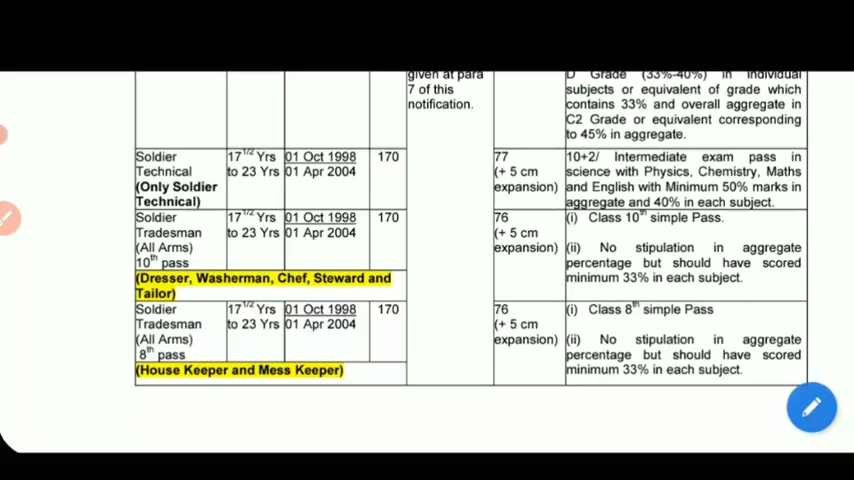 given at para
7 of this
notification.
D Grade (33%-40%) in individual
subjects or equivalent of grade which
contains 33% and overall aggregate in
C2 Grade or equivalent corresponding
to 45% in aggregate.
Soldier
Technical
(Only Soldier
Technical)
17 1/2 Yrs
to 23 Yrs
01 Oct 1998
01 Apr 2004
170
77
(+ 5 cm
expansion)
10+2/ Intermediate exam pass in
science with Physics, Chemistry, Maths
and English with Minimum 50% marks in
aggregate and 40% in each subject.
Soldier
Tradesman
(All Arms)
10th pass
17 1/2 Yrs
to 23 Yrs
01 Oct 1998
01 Apr 2004
170
76
(+ 5 cm
expansion)
(i) Class 10th simple Pass.
(ii) No stipulation in aggregate
percentage but should have scored
minimum 33% in each subject.
(Dresser, Washerman, Chef, Steward and
Tailor)
Soldier
Tradesman
(All Arms)
8th pass
17 1/2 Yrs
to 23 Yrs
01 Oct 1998
01 Apr 2004
170
76
(+ 5 cm
expansion)
(i) Class 8th simple Pass
(ii) No stipulation in aggregate
percentage but should have scored
minimum 33% in each subject.
(House Keeper and Mess Keeper)